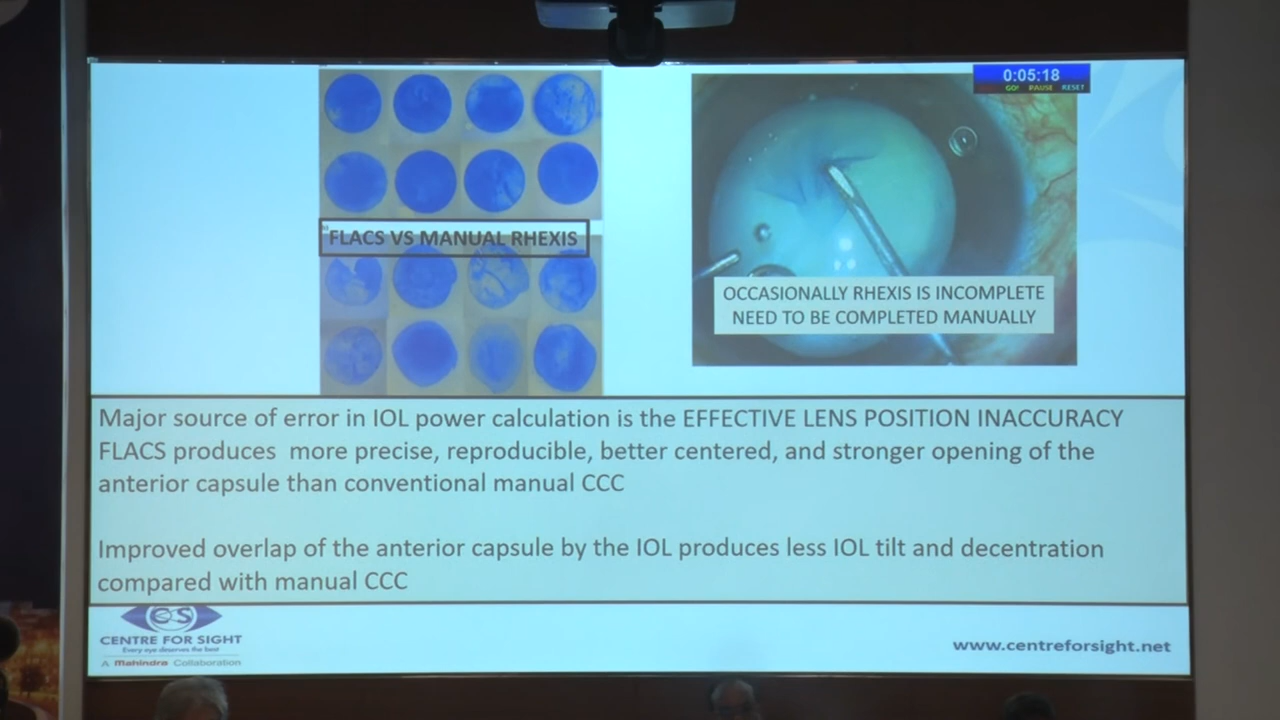 0:05:18
GO! PAUSE RESET
FLACS VS MANUAL RHEXIS
OCCASIONALLY RHEXIS IS INCOMPLETE
NEED TO BE COMPLETED MANUALLY
Major source of error in IOL power calculation is the EFFECTIVE LENS POSITION INACCURACY
FLACS produces more precise, reproducible, better centered, and stronger opening of the
anterior capsule than conventional manual CCC
Improved overlap of the anterior capsule by the IOL produces less IOL tilt and decentration
compared with manual CCC
CS
CENTRE FOR SIGHT
Every eye deserves the best
A Mahindra Collaboration
www.centreforsight.net